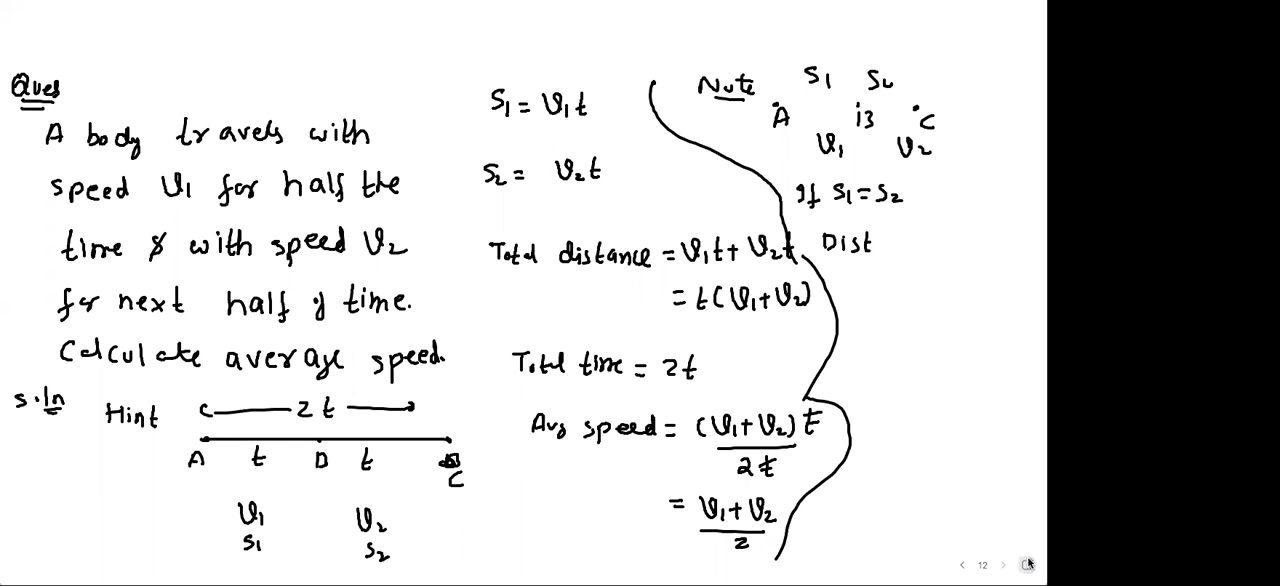 Ques
A body travels with
speed v₁ for half the
time & with speed v₂
for next half of time.
Calculate average speed.
Soln
Hint
2t
A t B t C
v₁ v₂
S₁ S₂
S₁ = v₁t
S₂ = v₂t
Total distance = v₁t + v₂t
= t(v₁+v₂)
Total time = 2t
Avg speed = (v₁+v₂)t
2t
= v₁+v₂
2
Note
S₁ S₂
A B C
v₁ v₂
If S₁=S₂
Dist
12